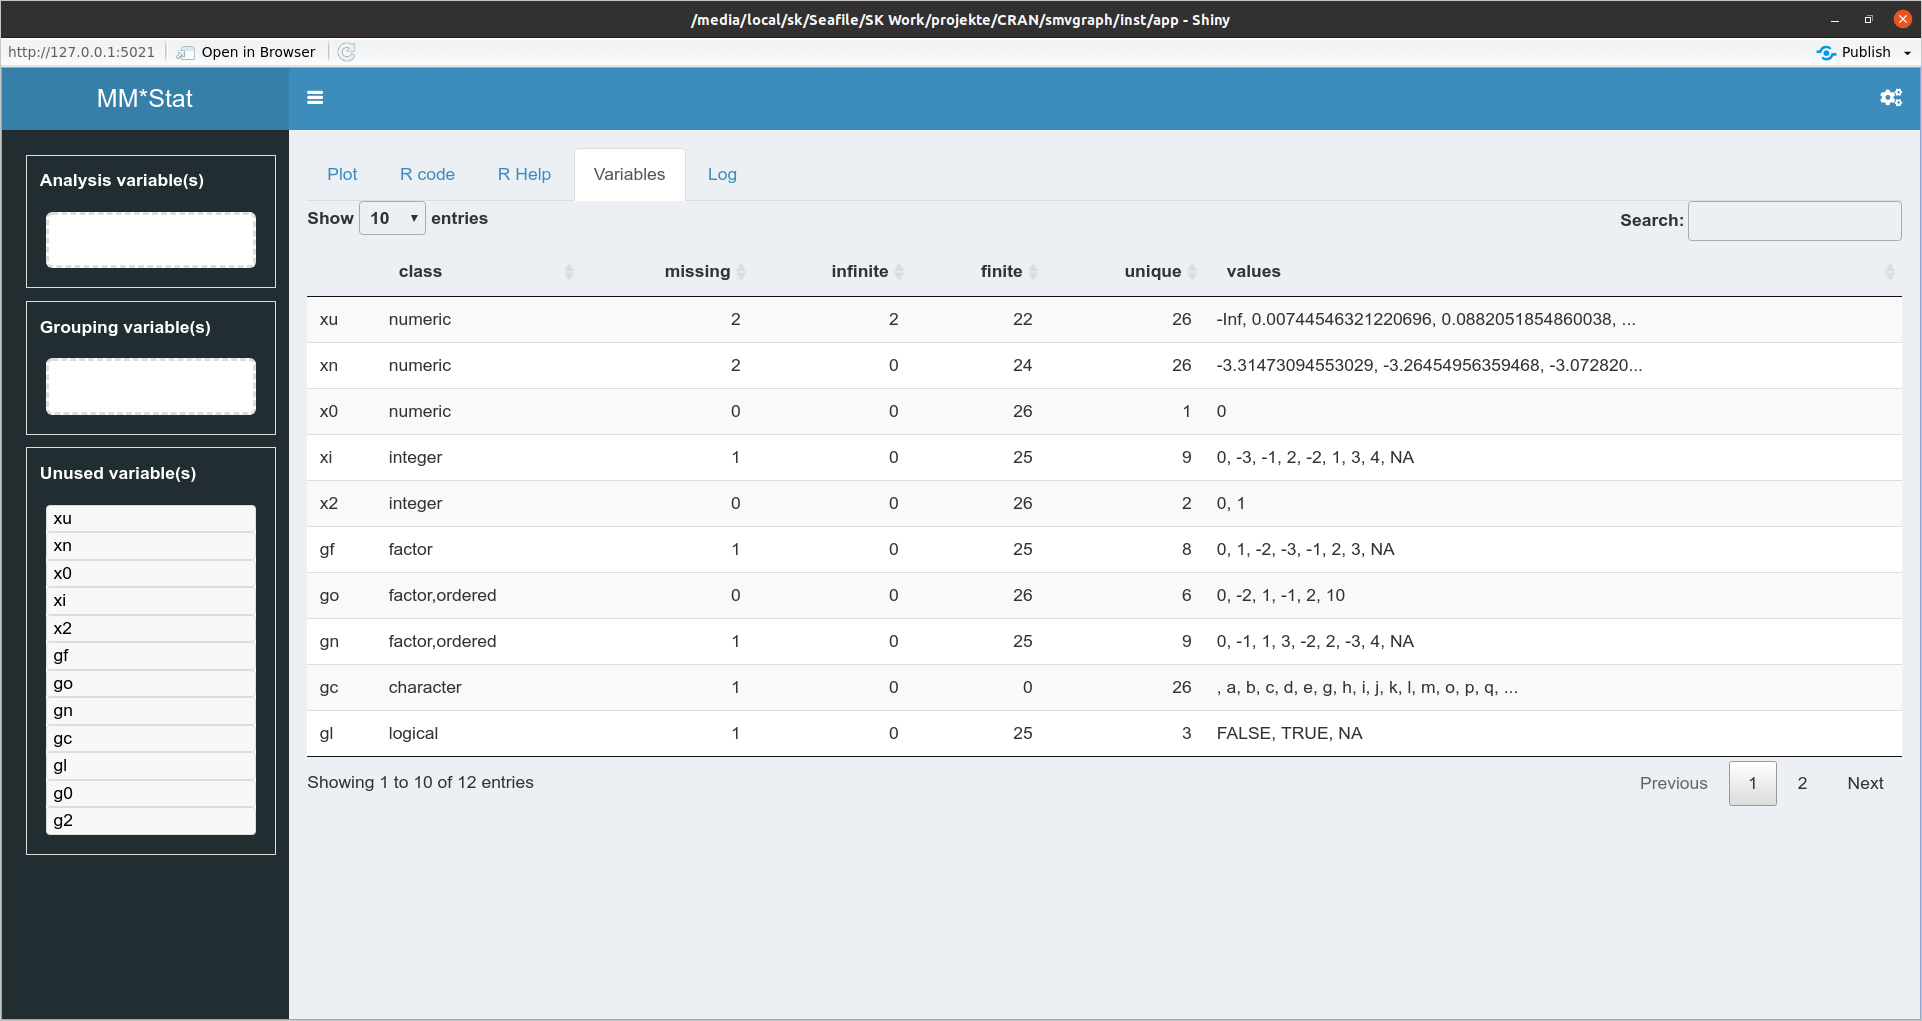 /media/local/sk/Seafile/SK Work/projekte/CRAN/smvgraph/inst/app - Shiny
http://127.0.0.1:5021 Open in Browser Publish
MM*Stat
Analysis variable(s)
Grouping variable(s)
Unused variable(s)
xu
xn
x0
xi
x2
gf
go
gn
gc
gl
g0
g2
Plot R code R Help Variables Log
Show 10 entries Search:
class missing infinite finite unique values
xu numeric 2 2 22 26 -Inf, 0.00744546321220696, 0.0882051854860038, ...
xn numeric 2 0 24 26 -3.31473094553029, -3.26454956359468, -3.072820...
x0 numeric 0 0 26 1 0
xi integer 1 0 25 9 0, -3, -1, 2, -2, 1, 3, 4, NA
x2 integer 0 0 26 2 0, 1
gf factor 1 0 25 8 0, 1, -2, -3, -1, 2, 3, NA
go factor,ordered 0 0 26 6 0, -2, 1, -1, 2, 10
gn factor,ordered 1 0 25 9 0, -1, 1, 3, -2, 2, -3, 4, NA
gc character 1 0 0 26 , a, b, c, d, e, g, h, i, j, k, l, m, o, p, q, ...
gl logical 1 0 25 3 FALSE, TRUE, NA
Showing 1 to 10 of 12 entries Previous 1 2 Next